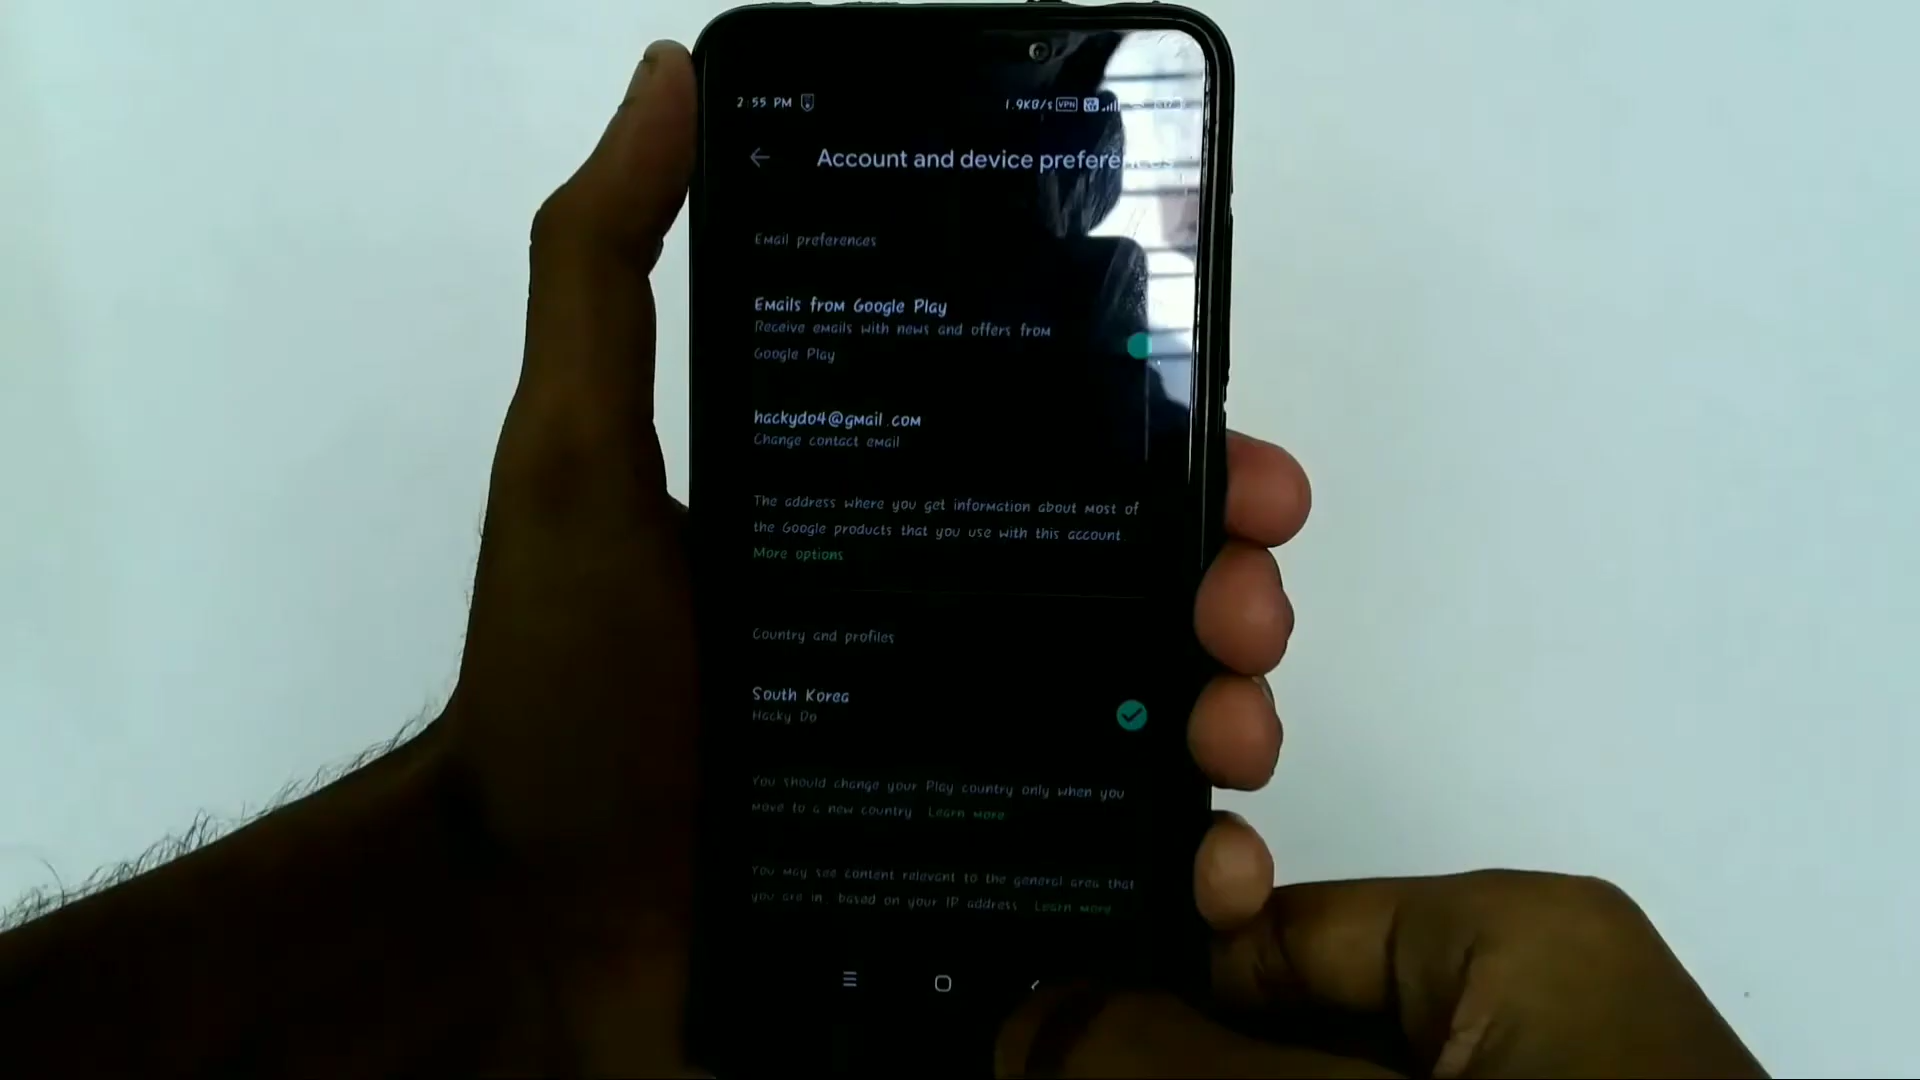 2:55 PM
1.9KB/s VPN
Account and device preferences
Email preferences
Emails from Google Play
Receive emails with news and offers from
Google Play
hackydo4@gmail.com
Change contact email
The address where you get information about most of
the Google products that you use with this account.
More options
Country and profiles
South Korea
Hacky Do
You should change your Play country only when you
move to a new country. Learn more
You may see content relevant to the general area that
you are in, based on your IP address. Learn more